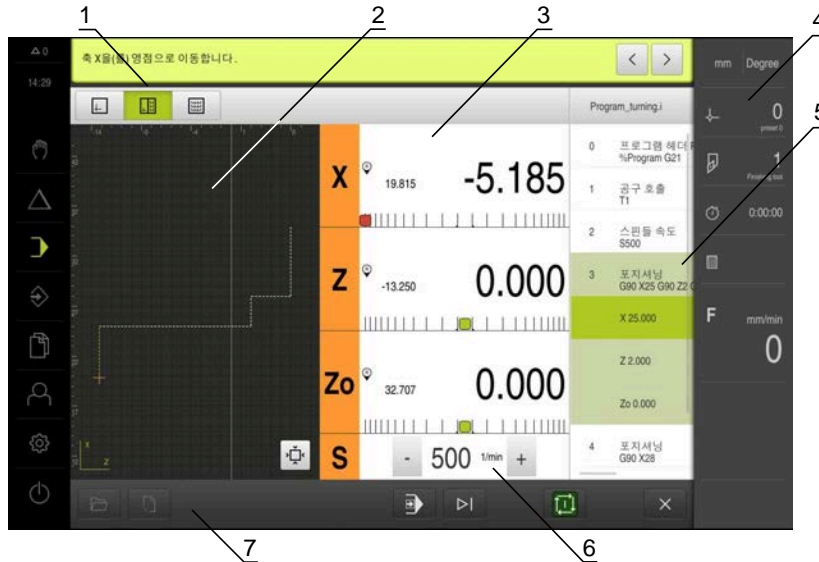 1
2
3
4
5
6
7
0
14:29
축 X을(를) 영점으로 이동합니다.
< >
mm Degree
Program_turning.i
0
preset 0
1
Finishing tool
0:00:00
F mm/min
0
X 19.815 -5.185
Z -13.250 0.000
Zo 32.707 0.000
S - 500 1/min +
0 프로그램 헤더
%Program G21
1 공구 호출
T1
2 스핀들 속도
S500
3 포지셔닝
G90 X25 G90 Z2
X 25.000
Z 2.000
Zo 0.000
4 포지셔닝
G90 X28
X
Z